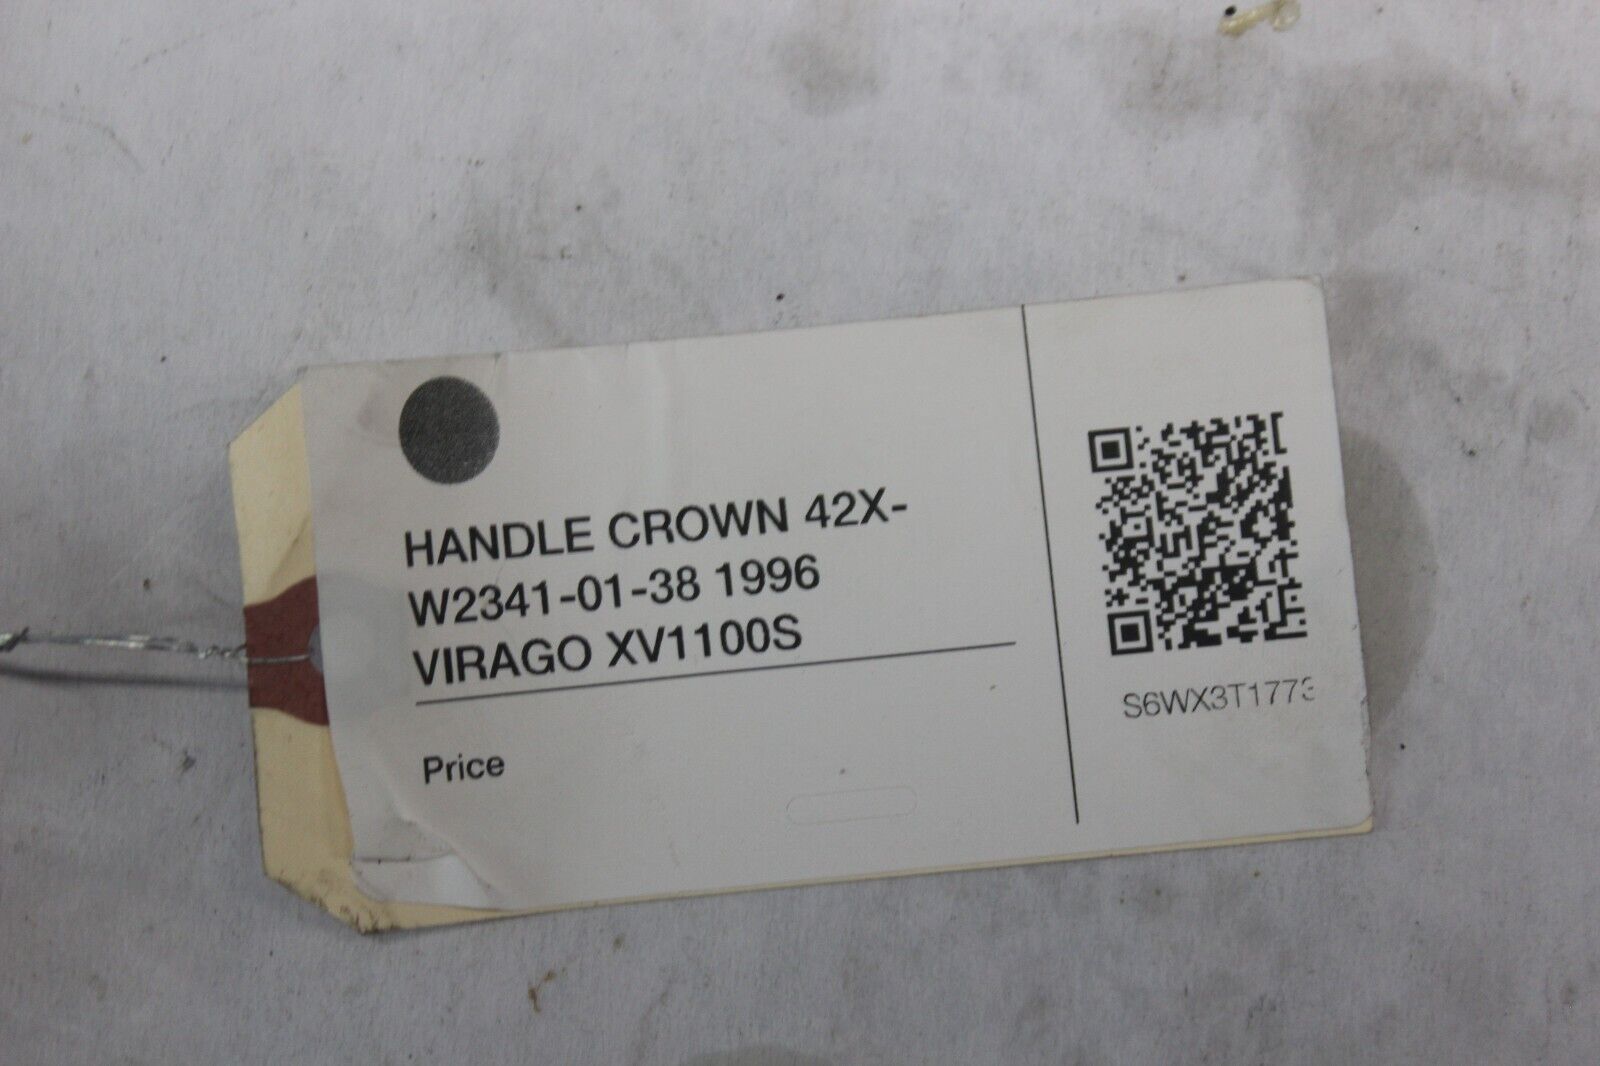 HANDLE CROWN 42X-
W2341-01-38 1996
VIRAGO XV1100S
Price
S6WX3T1773